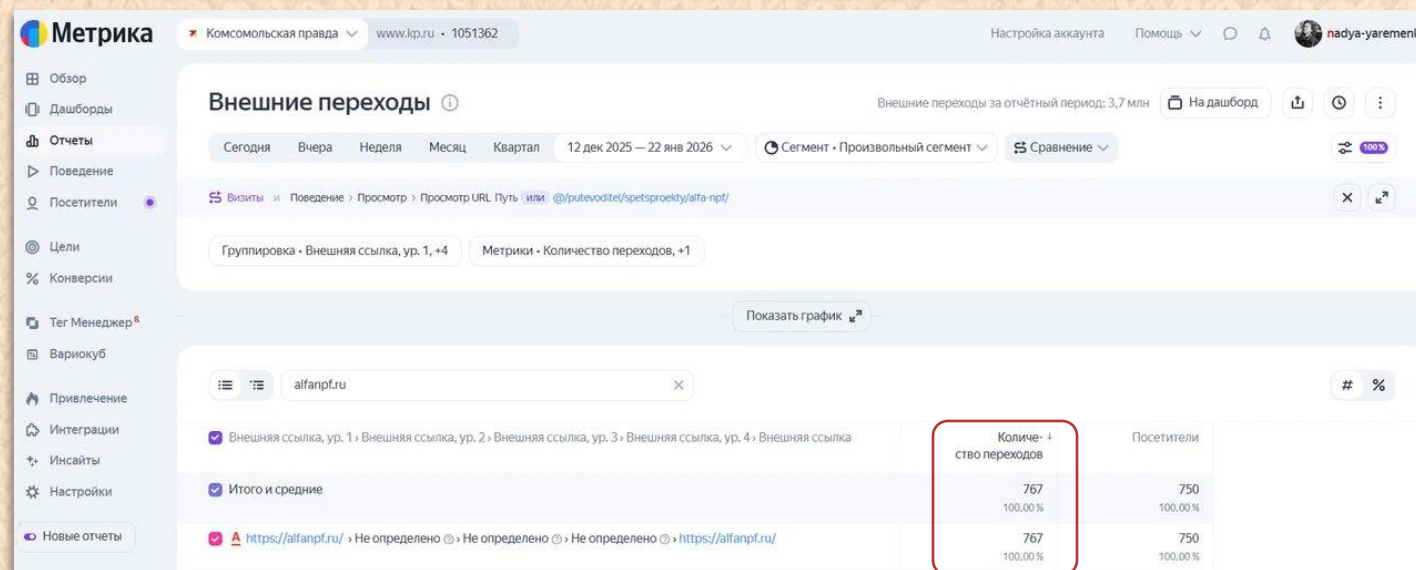 Метрика
Комсомольская правда
www.kp.ru • 1051362
Настройка аккаунта
Помощь
nadya-yaremenk
Обзор
Дашборды
Отчеты
Поведение
Посетители
Цели
Конверсии
Тег Менеджер ß
Вариокуб
Привлечение
Интеграции
Инсайты
Настройки
Новые отчеты
Внешние переходы
Внешние переходы за отчётный период: 3,7 млн
На дашборд
Сегодня Вчера Неделя Месяц Квартал 12 дек 2025 — 22 янв 2026
Сегмент • Произвольный сегмент
Сравнение
100%
Визиты и Поведение › Просмотр › Просмотр URL Путь или @/putevoditel/spetsproekty/alfa-npf/
Группировка • Внешняя ссылка, ур. 1, +4
Метрики • Количество переходов, +1
Показать график
alfanpf.ru
# %
Внешняя ссылка, ур. 1 › Внешняя ссылка, ур. 2 › Внешняя ссылка, ур. 3 › Внешняя ссылка, ур. 4 › Внешняя ссылка
Количе-
ство переходов
Посетители
Итого и средние
767
100,00 %
750
100,00 %
А https://alfanpf.ru/ › Не определено › Не определено › Не определено › https://alfanpf.ru/
767
100,00 %
750
100,00 %